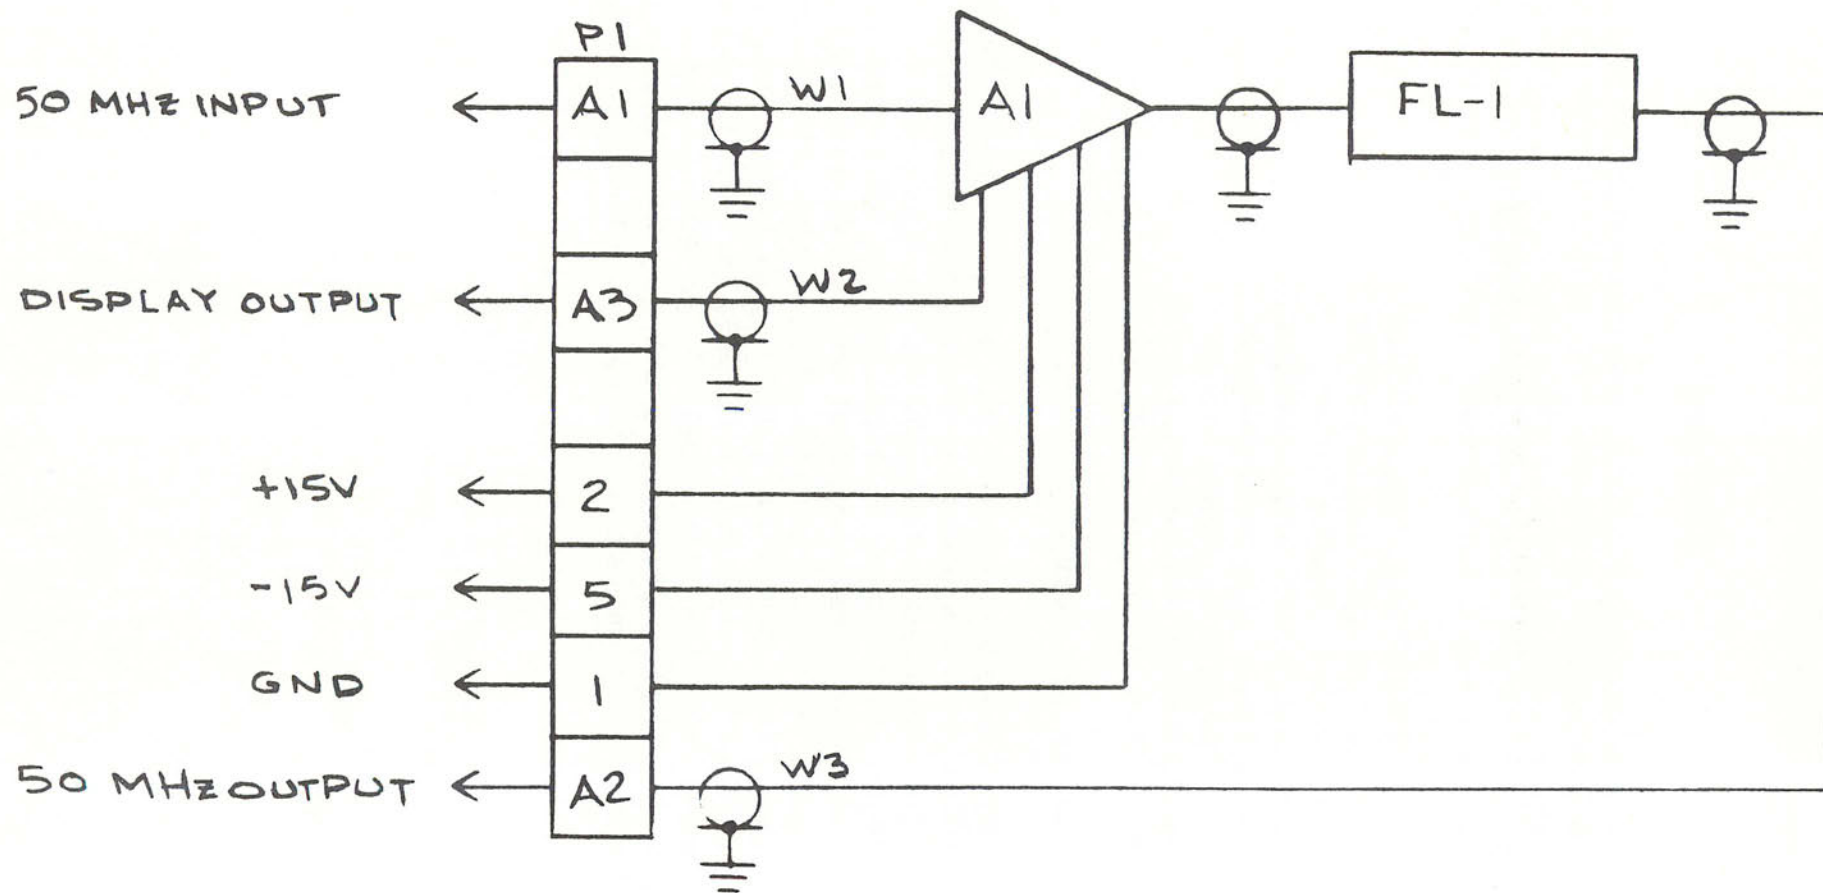 P1
50 MHZ INPUT
A1
W1
A1
FL-1
DISPLAY OUTPUT
A3
W2
+15V
2
-15V
5
GND
1
50 MHZ OUTPUT
A2
W3